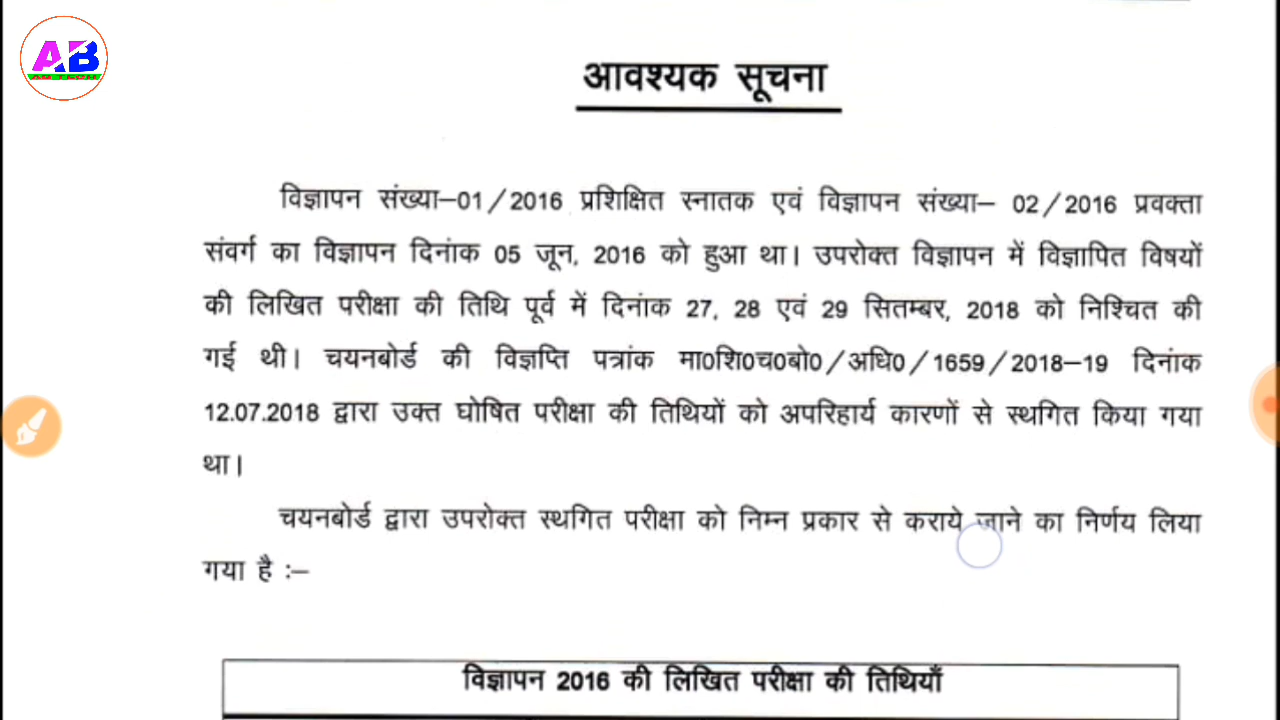 AB
आवश्यक सूचना
विज्ञापन संख्या–01/2016 प्रशिक्षित स्नातक एवं विज्ञापन संख्या– 02/2016 प्रवक्ता
संवर्ग का विज्ञापन दिनांक 05 जून, 2016 को हुआ था। उपरोक्त विज्ञापन में विज्ञापित विषयों
की लिखित परीक्षा की तिथि पूर्व में दिनांक 27, 28 एवं 29 सितम्बर, 2018 को निश्चित की
गई थी। चयनबोर्ड की विज्ञप्ति पत्रांक मा0शि0च0बो0/अधि0/1659/2018–19 दिनांक
12.07.2018 द्वारा उक्त घोषित परीक्षा की तिथियों को अपरिहार्य कारणों से स्थगित किया गया
था।
चयनबोर्ड द्वारा उपरोक्त स्थगित परीक्षा को निम्न प्रकार से कराये जाने का निर्णय लिया
गया है :–
विज्ञापन 2016 की लिखित परीक्षा की तिथियाँ